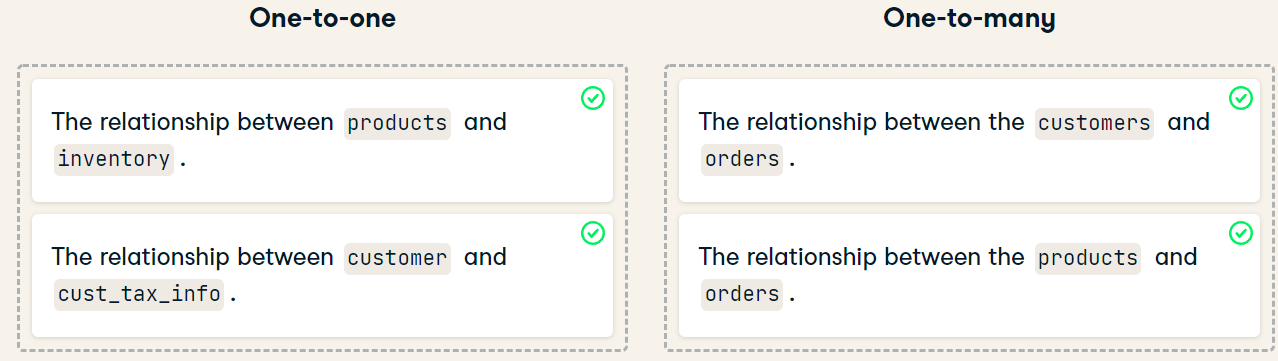 One-to-one
The relationship between products and
inventory .
The relationship between customer and
cust_tax_info .
One-to-many
The relationship between the customers and
orders .
The relationship between the products and
orders .